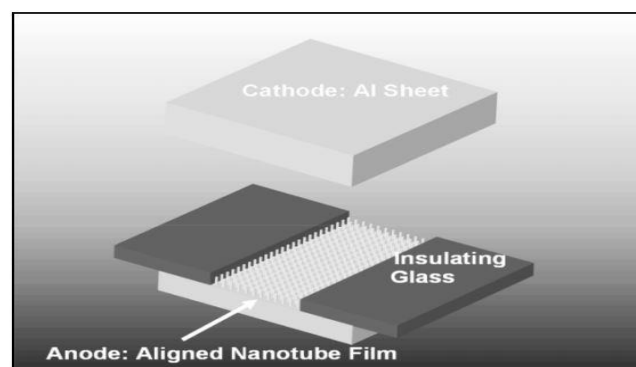 Cathode: Al Sheet
Insulating
Glass
Anode: Aligned Nanotube Film